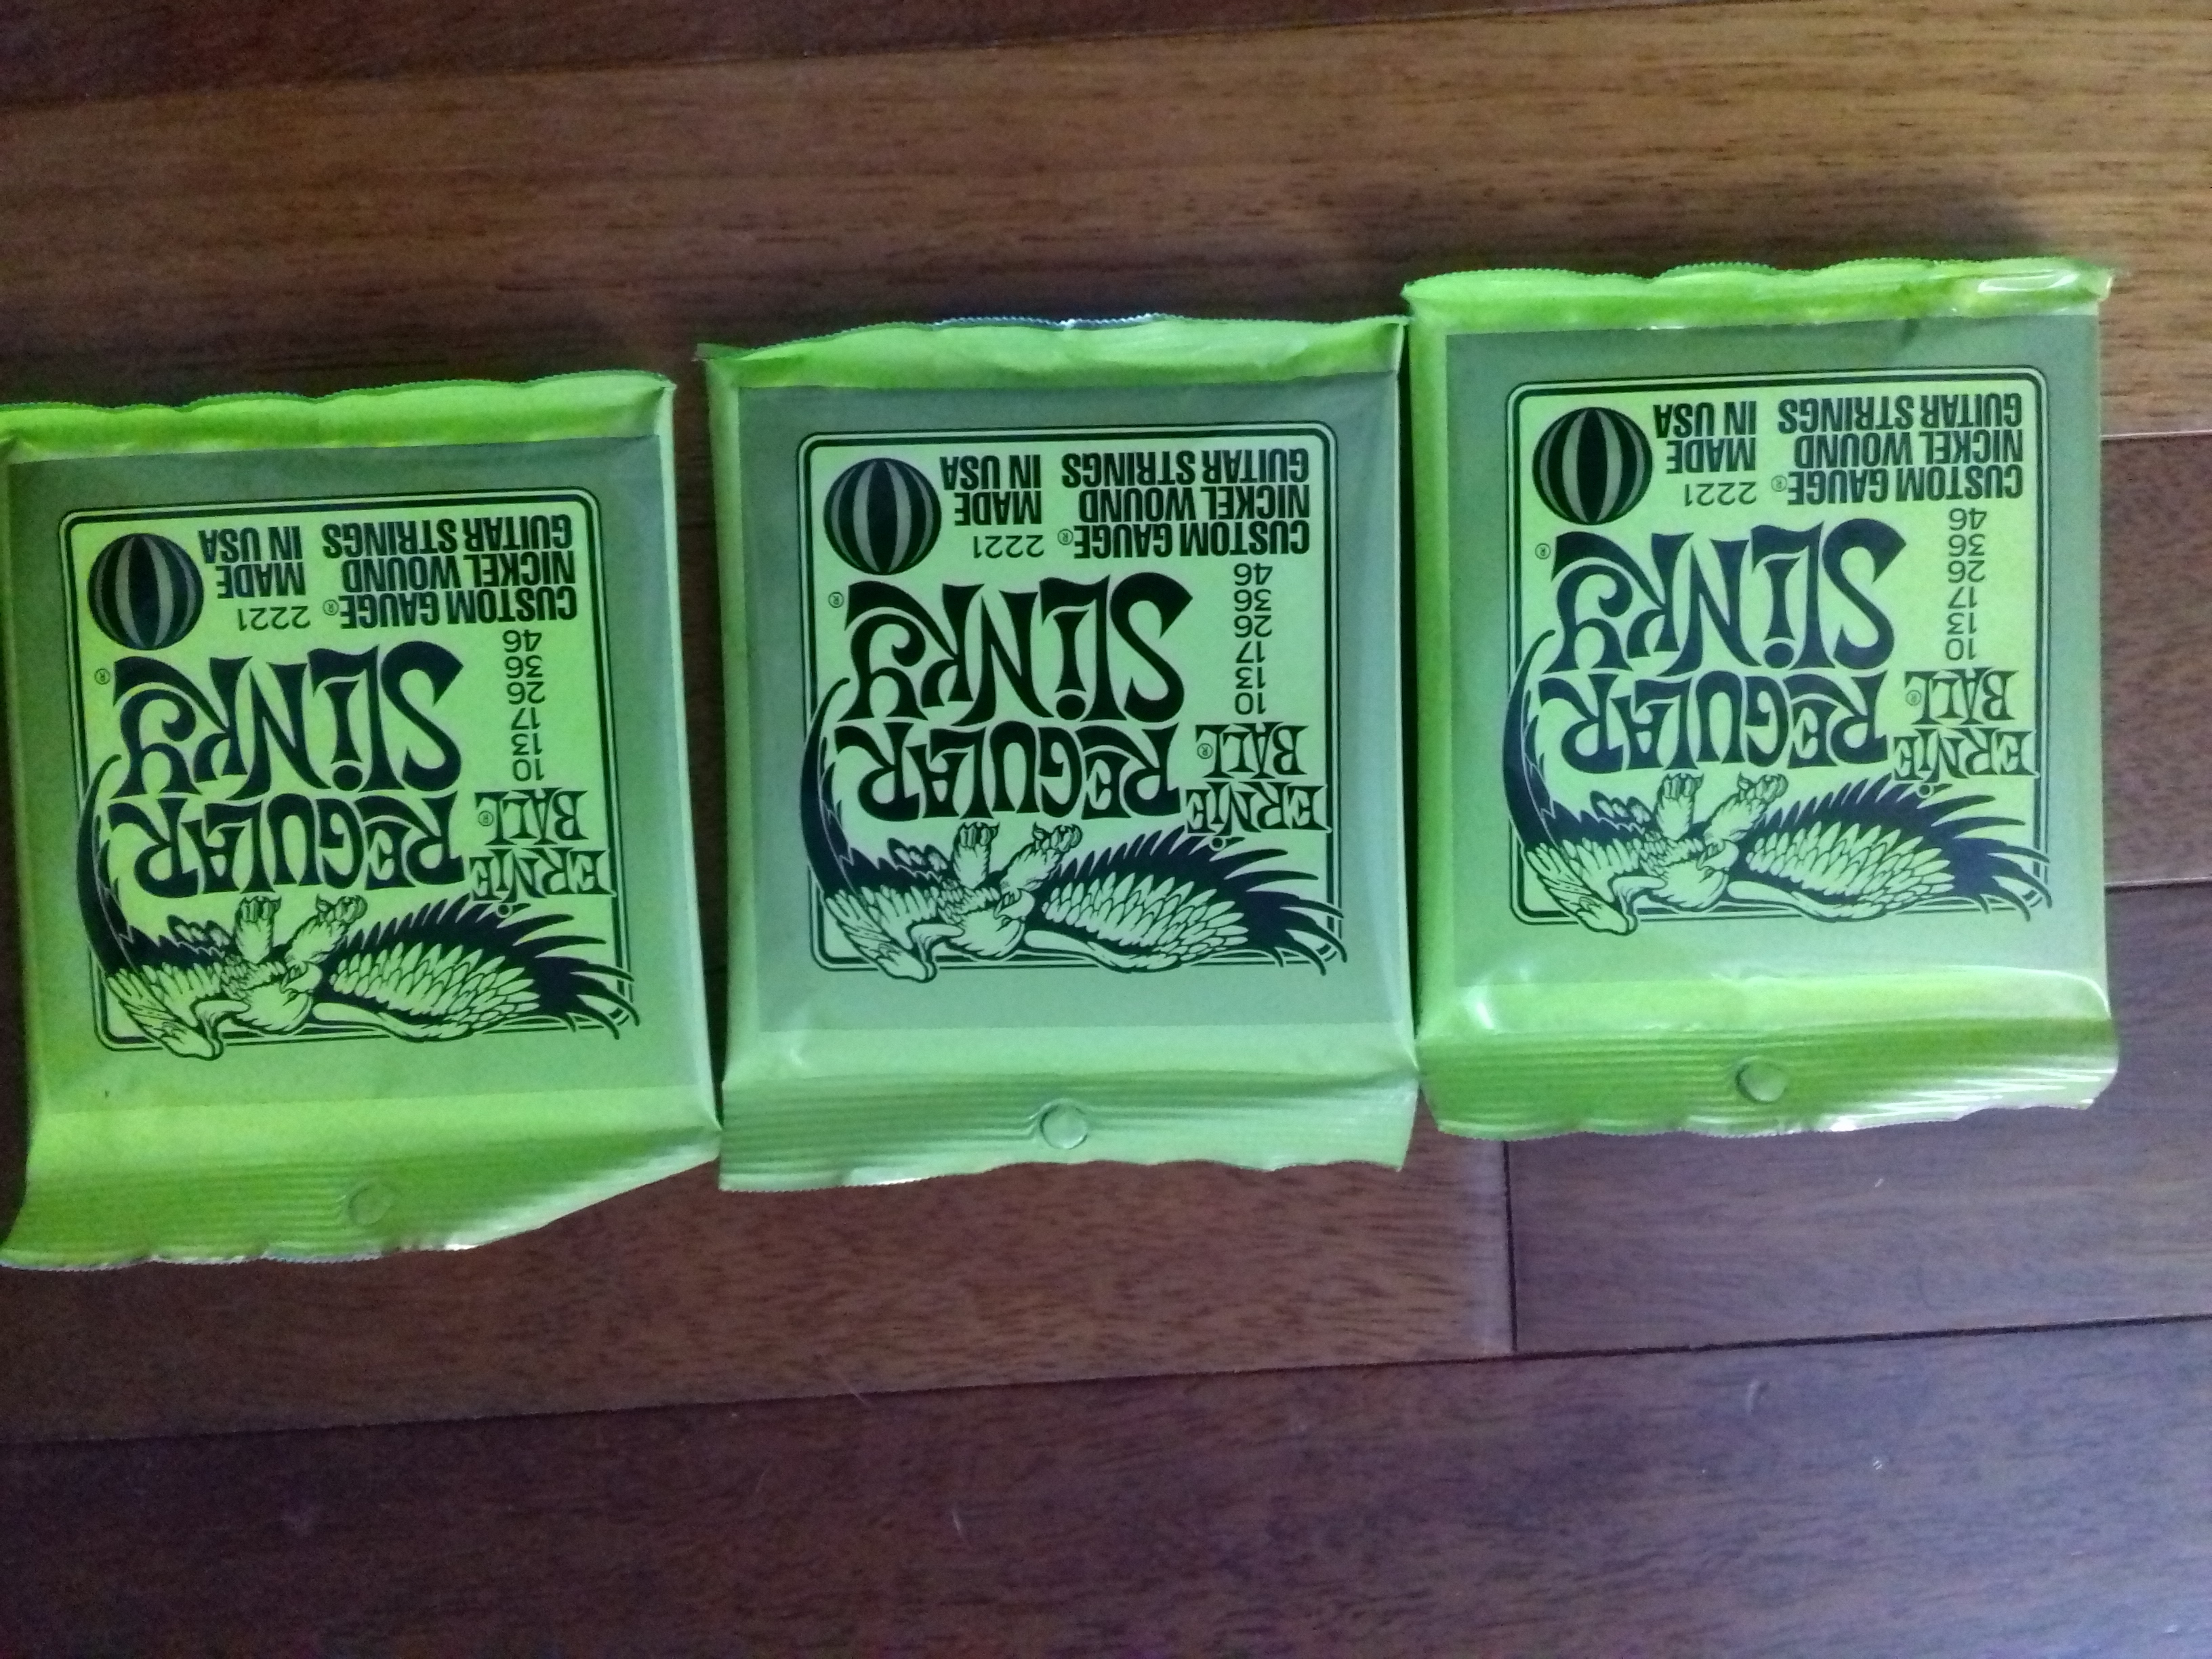 ERNiE
BALL®
REGULAR
SLiNKY®
10
13
17
26
36
46
CUSTOM GAUGE®
NICKEL WOUND
GUITAR STRINGS
2221
MADE
IN USA
ERNiE
BALL®
REGULAR
SLiNKY®
10
13
17
26
36
46
CUSTOM GAUGE®
NICKEL WOUND
GUITAR STRINGS
2221
MADE
IN USA
ERNiE
BALL®
REGULAR
SLiNKY®
10
13
17
26
36
46
CUSTOM GAUGE®
NICKEL WOUND
GUITAR STRINGS
2221
MADE
IN USA